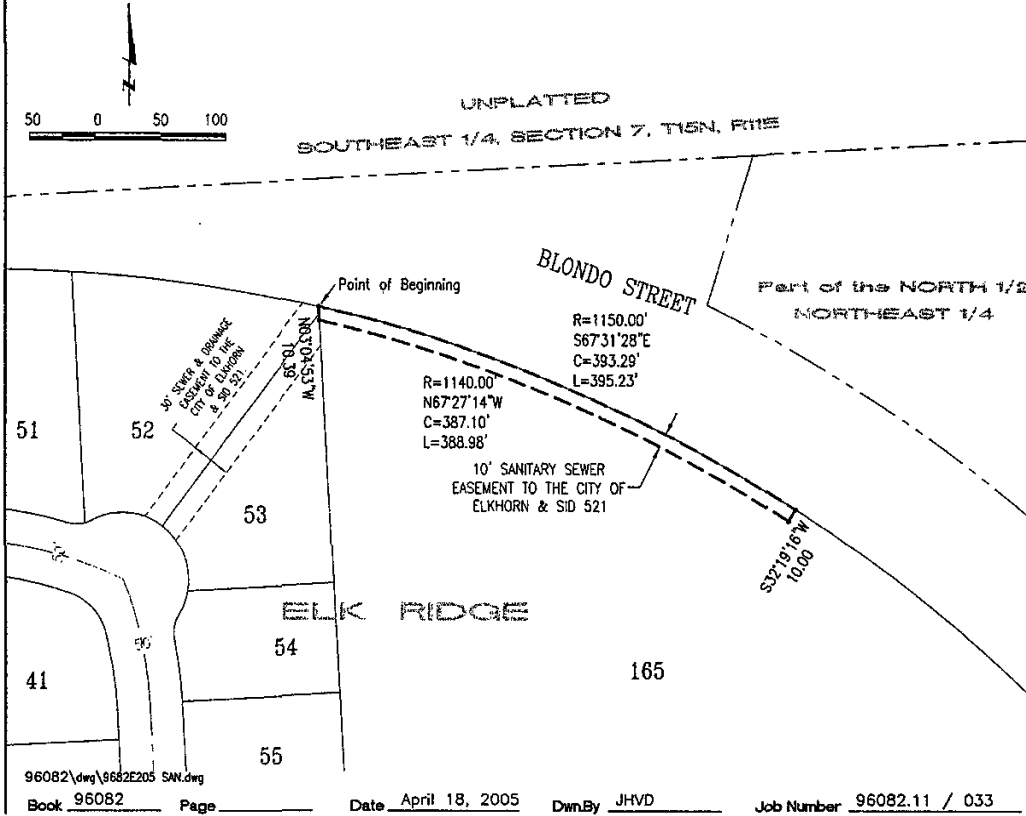 Z
50 0 50 100
UNPLATTED
SOUTHEAST 1/4, SECTION 7, T15N, R11E
BLONDO STREET
Part of the NORTH 1/2
NORTHEAST 1/4
Point of Beginning
N03°04'53"W
10.39
R=1150.00'
S67°31'28"E
C=393.29'
L=395.23'
R=1140.00'
N67°27'14"W
C=387.10'
L=388.98'
30' SEWER & DRAINAGE
EASEMENT TO THE
CITY OF ELKHORN
& SID 521
10' SANITARY SEWER
EASEMENT TO THE CITY OF
ELKHORN & SID 521
S32°19'16"W
10.00
51
52
53
ELK RIDGE
54
165
41
55
96082\dwg\9682E205 SAN.dwg
Book 96082 Page Date April 18, 2005 Dwn.By JHVD Job Number 96082.11 / 033